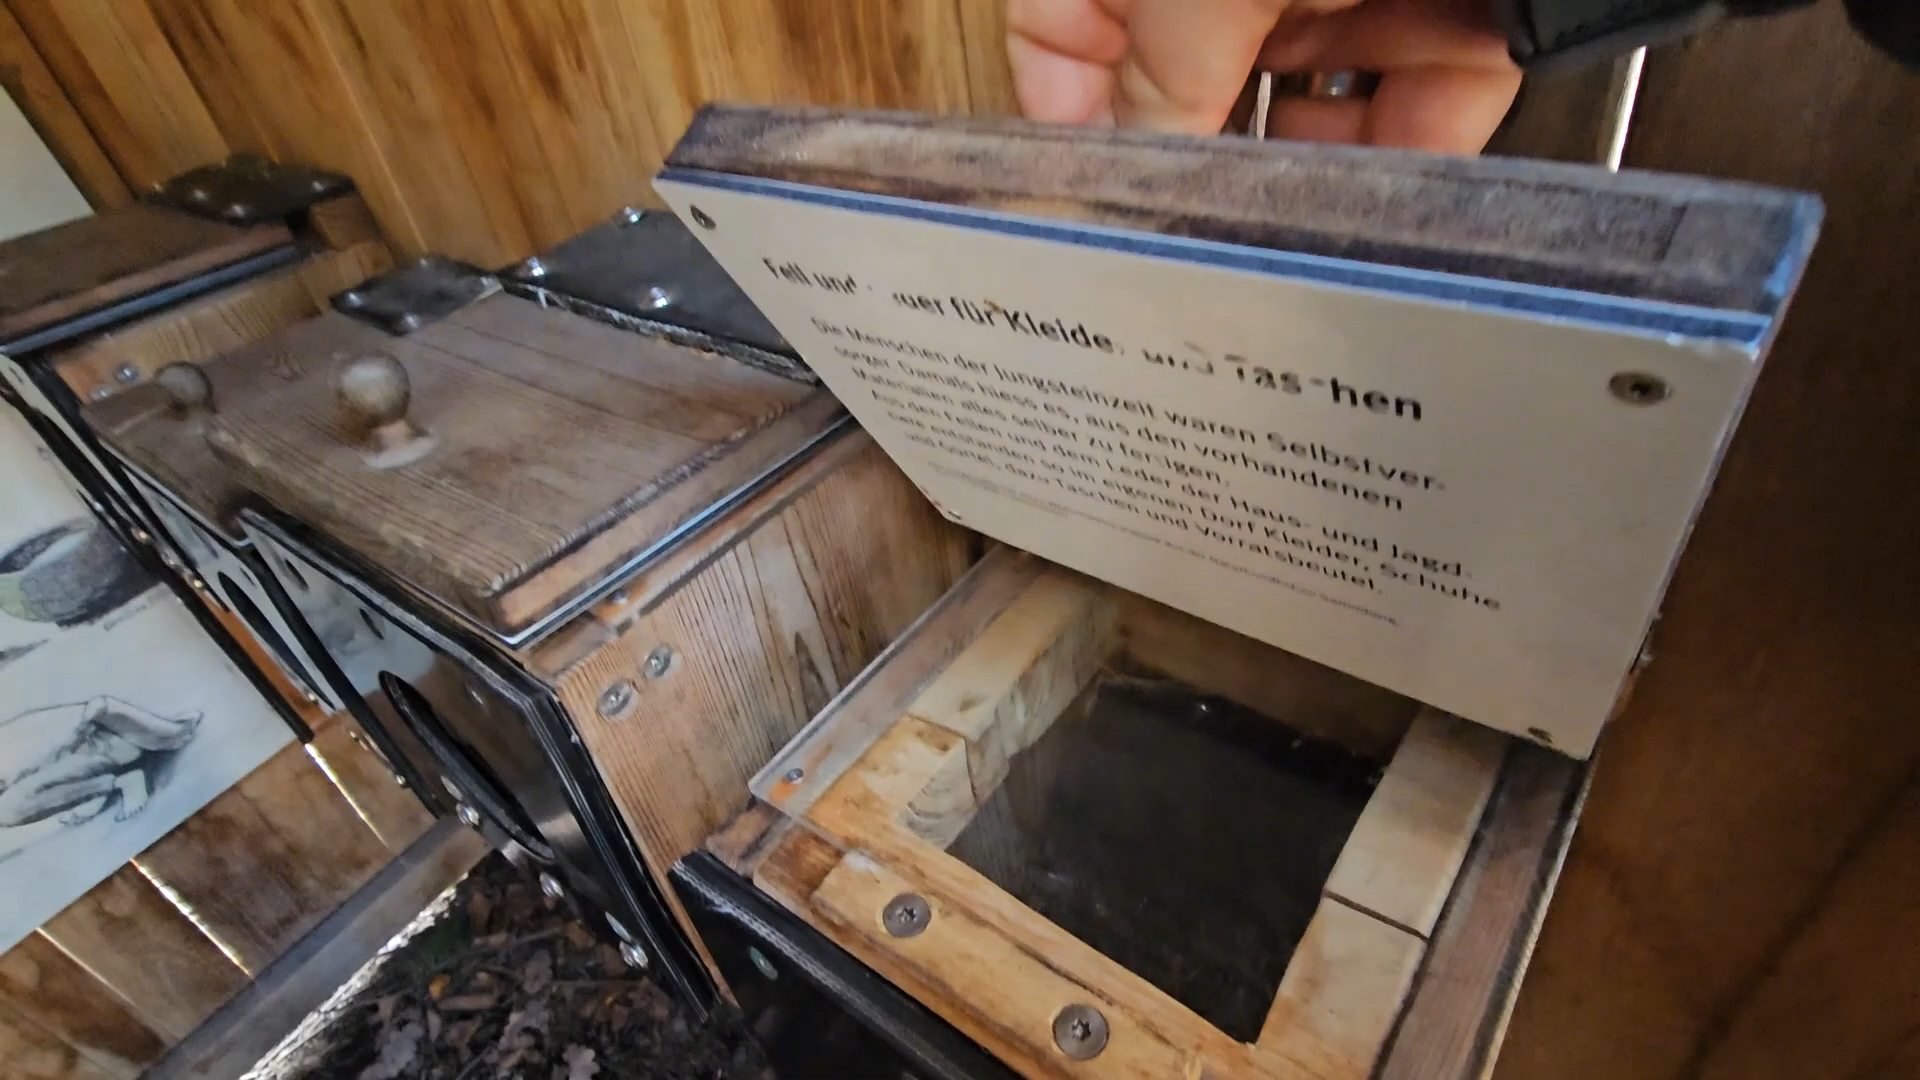 Fell und für Kleider und Taschen
Die Menschen der Jungsteinzeit waren Selbstver-
sorger. Damals hiess es, aus den vorhandenen
Materialien alles selber zu fertigen.
Aus den Fellen und dem Leder der Haus- und Jagd-
tiere entstanden so im eigenen Dorf Kleider, Schuhe
und Gürtel, dazu Taschen und Vorratsbeutel.